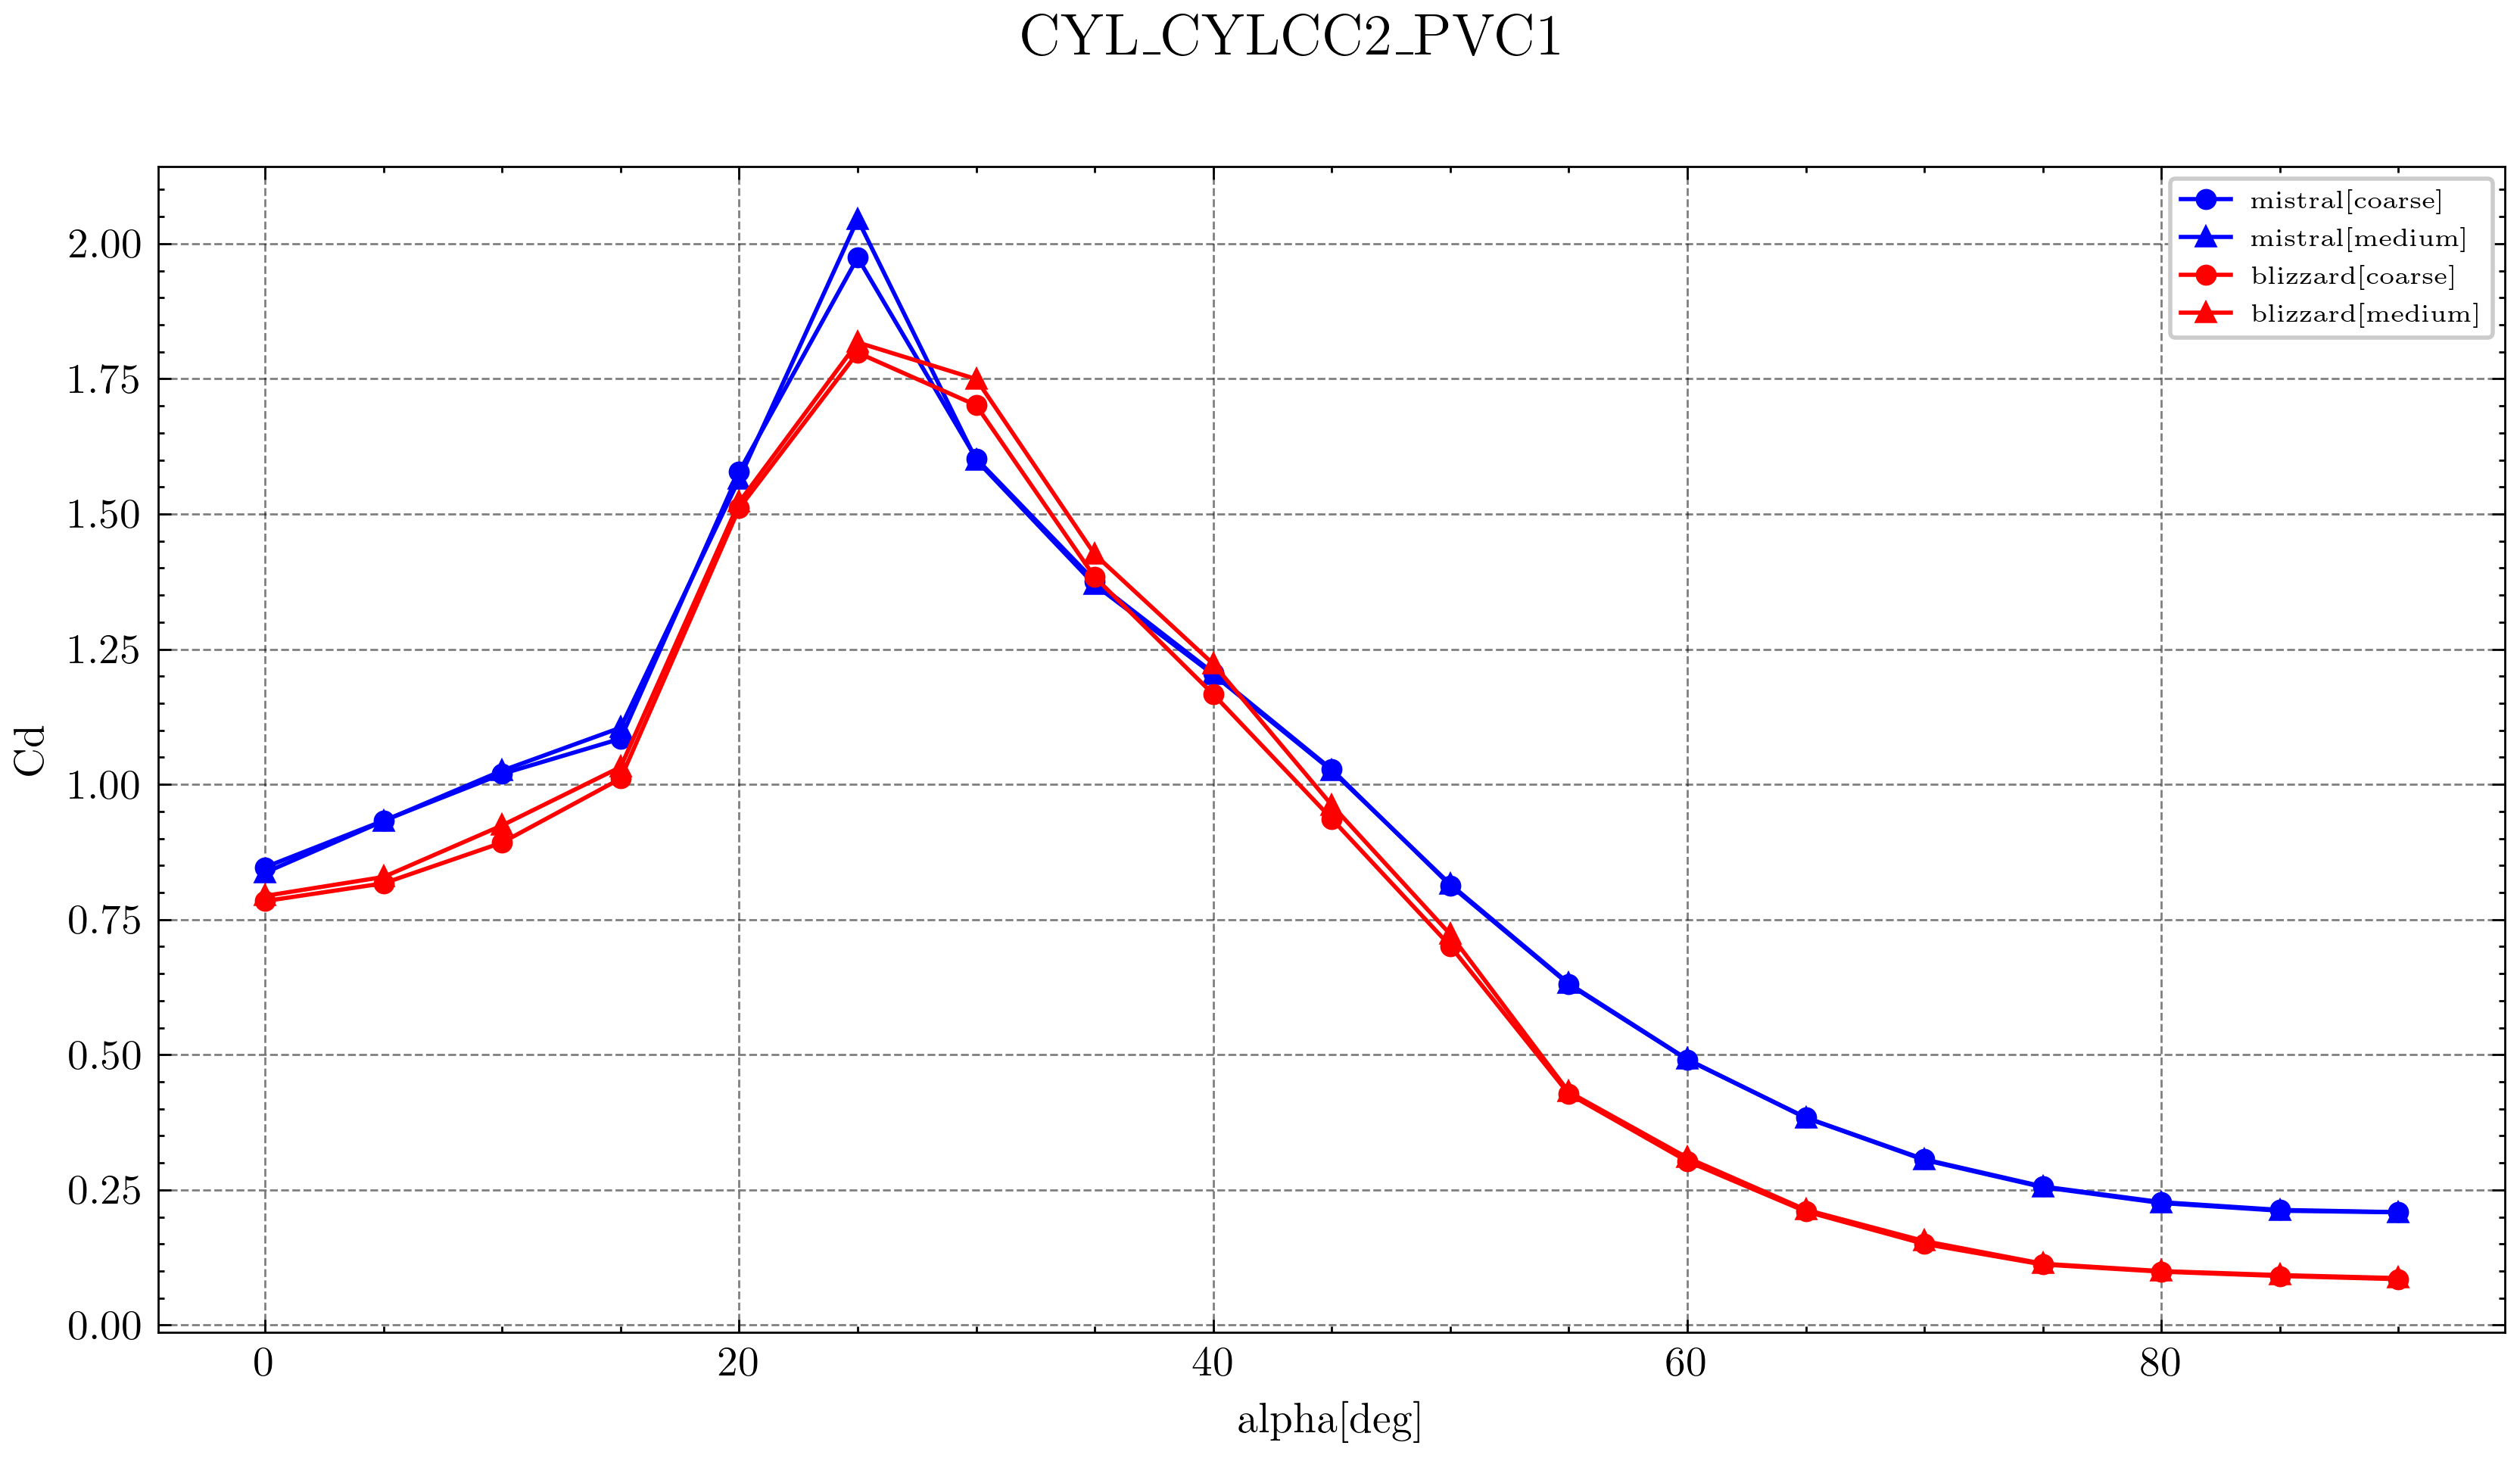 CYL_CYLCC2_PVC1
mistral[coarse]
mistral[medium]
blizzard[coarse]
blizzard[medium]
2.00
1.75
1.50
1.25
1.00
0.75
0.50
0.25
0.00
Cd
0 20 40 60 80
alpha[deg]